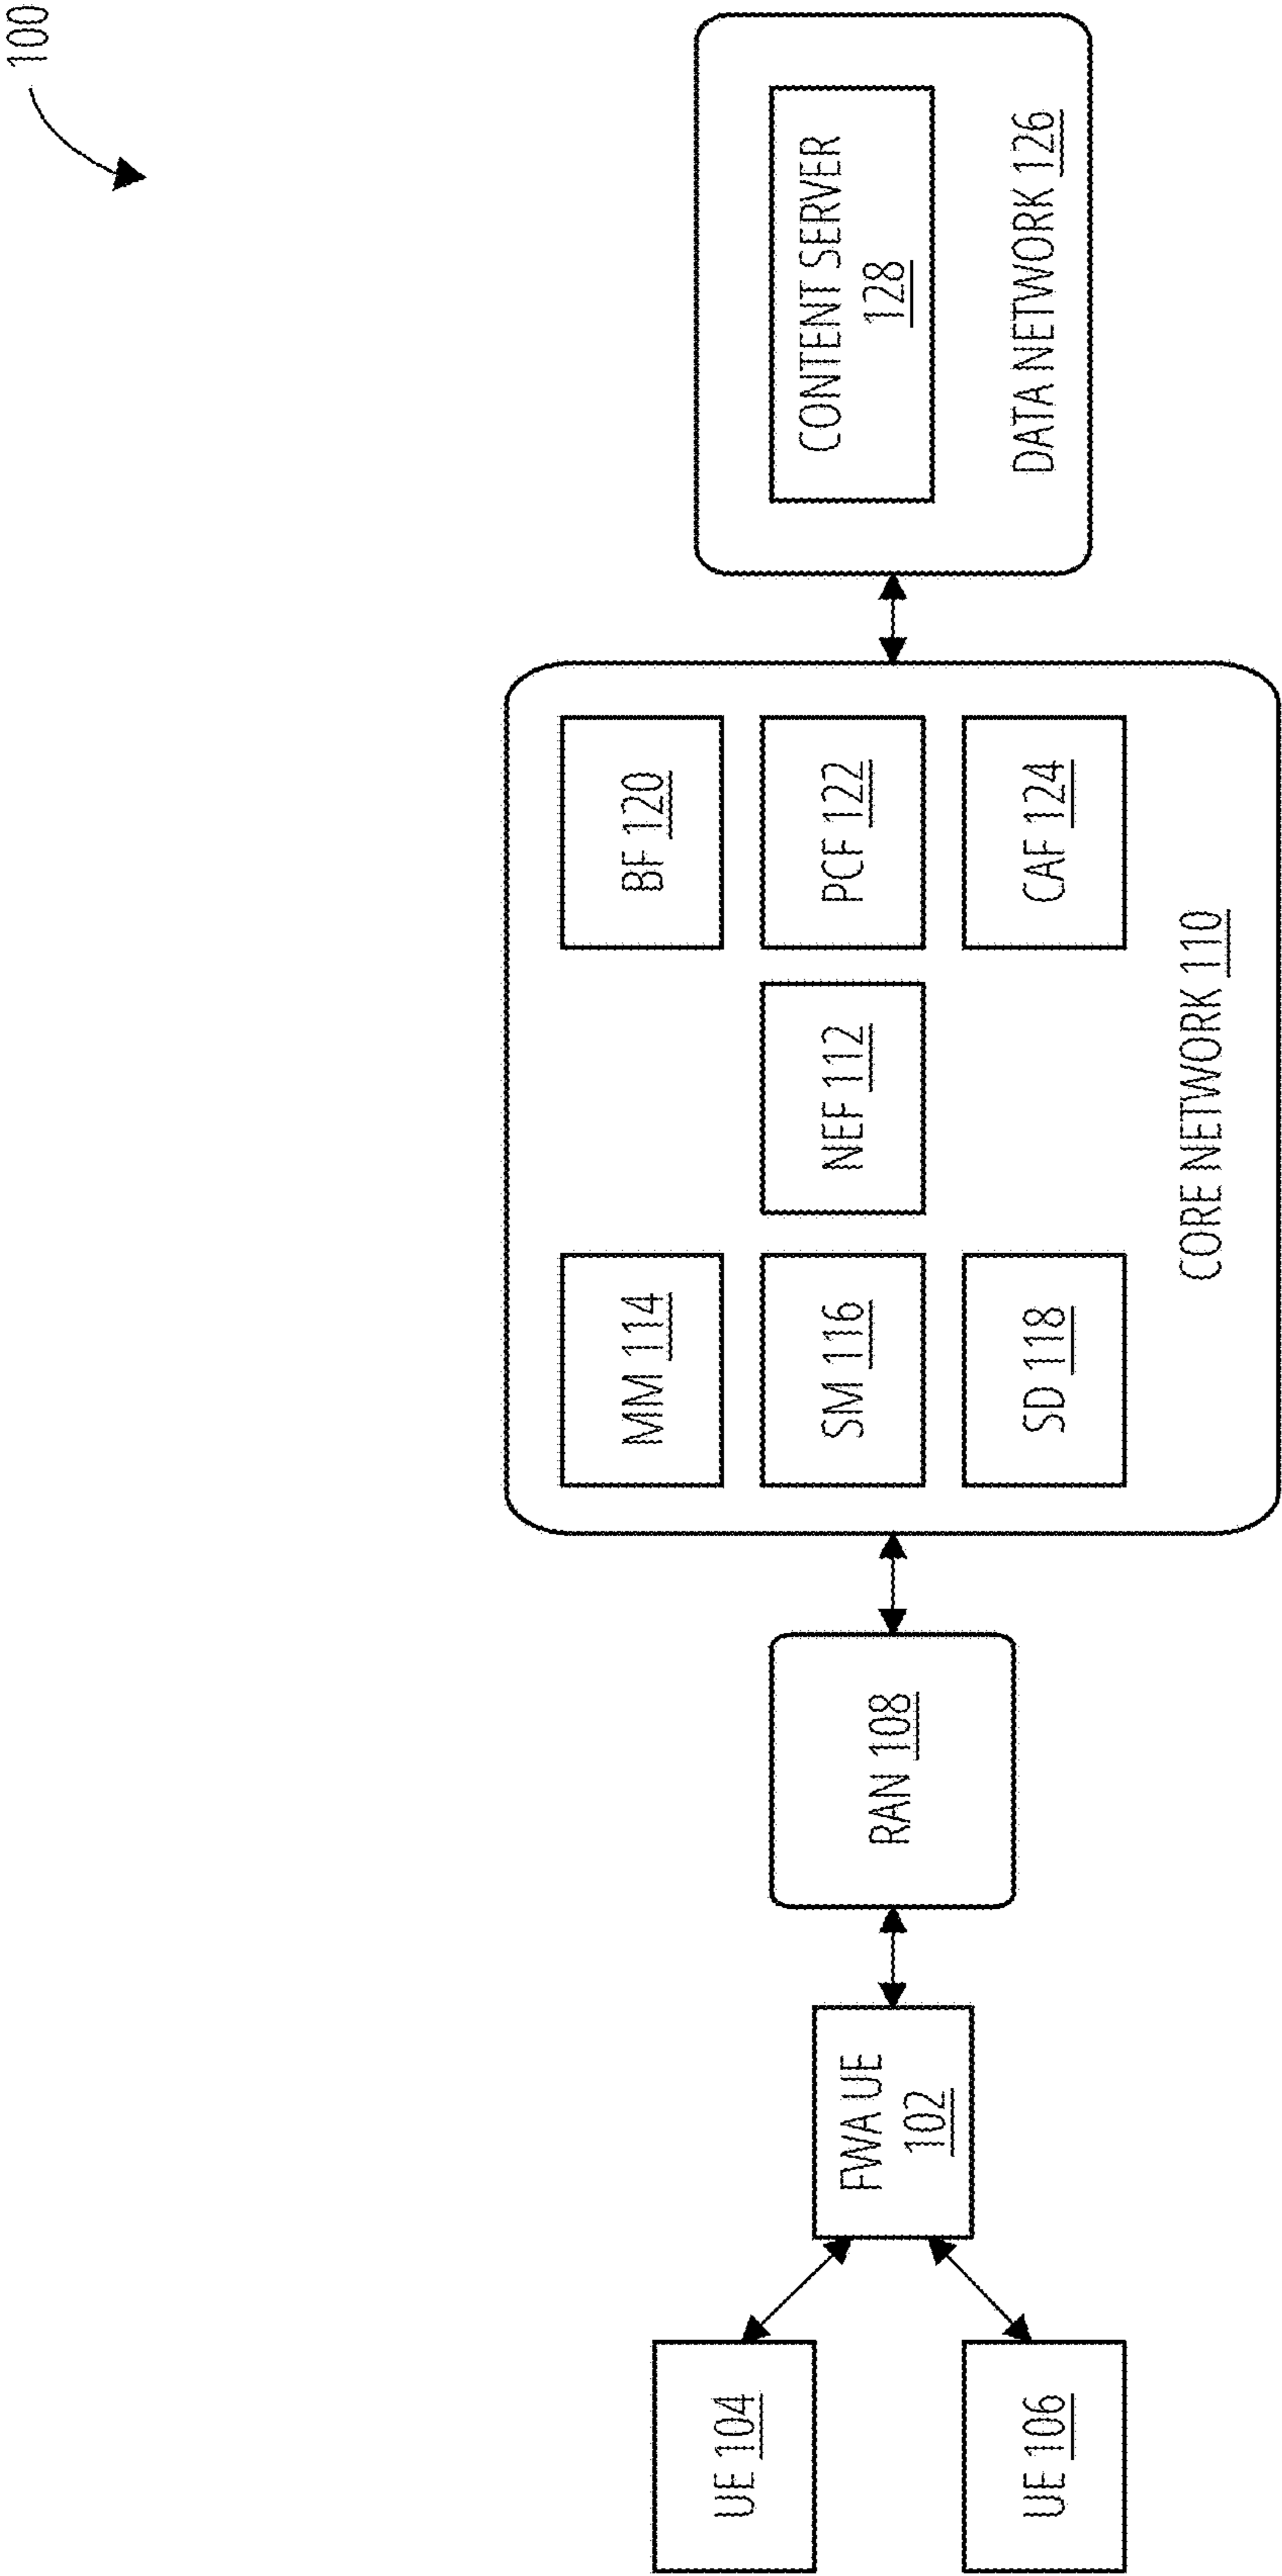 100
UE 104
UE 106
FWA UE
102
RAN 108
MM 114
SM 116
SD 118
NEF 112
BF 120
PCF 122
CAF 124
CORE NETWORK 110
CONTENT SERVER
128
DATA NETWORK 126